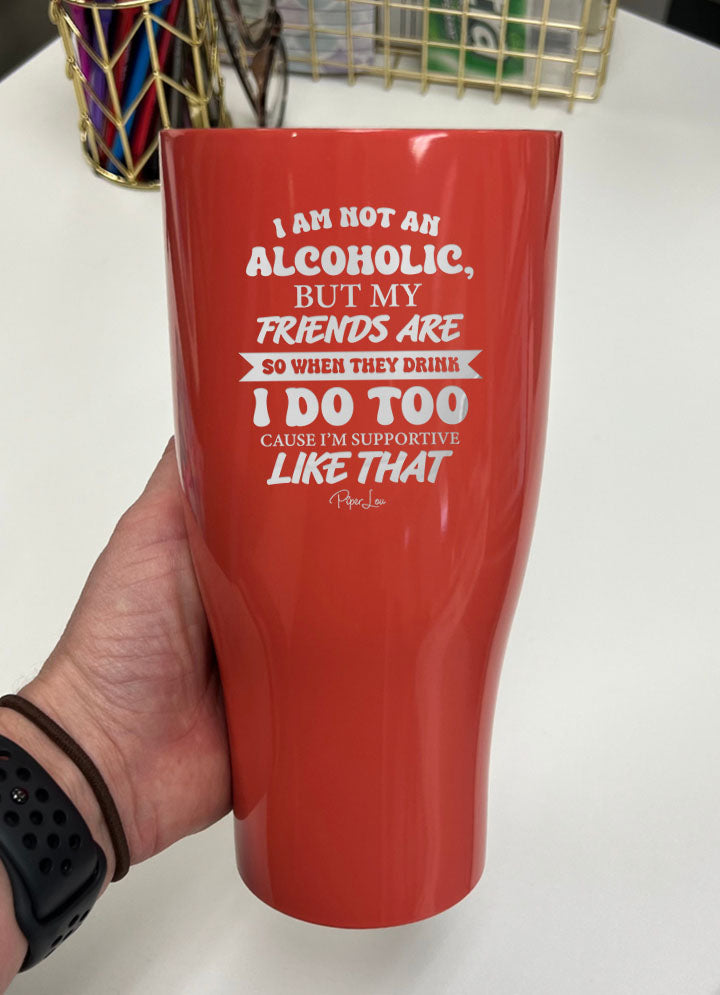 I AM NOT AN
ALCOHOLIC,
BUT MY
FRIENDS ARE
SO WHEN THEY DRINK
I DO TOO
CAUSE I'M SUPPORTIVE
LIKE THAT
Piper Lou